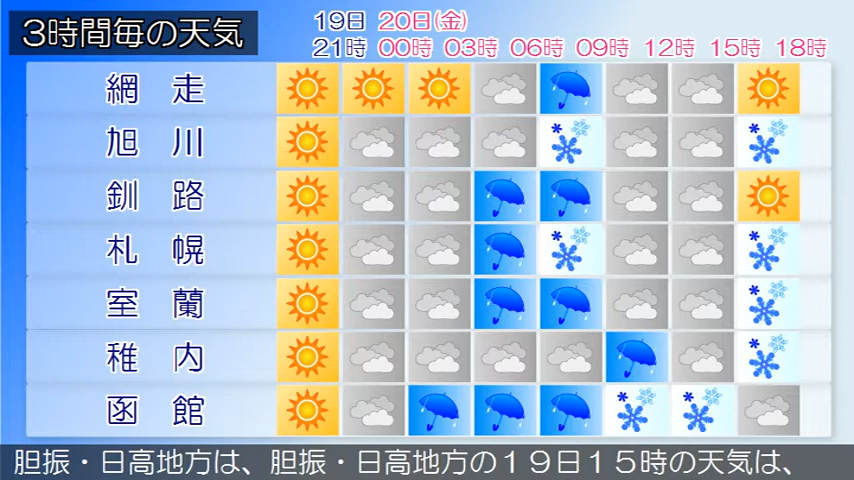 3時間毎の天気
19日 20日(金)
21時 00時 03時 06時 09時 12時 15時 18時
網走
旭川
釧路
札幌
室蘭
稚内
函館
胆振・日高地方は、胆振・日高地方の19日15時の天気は、